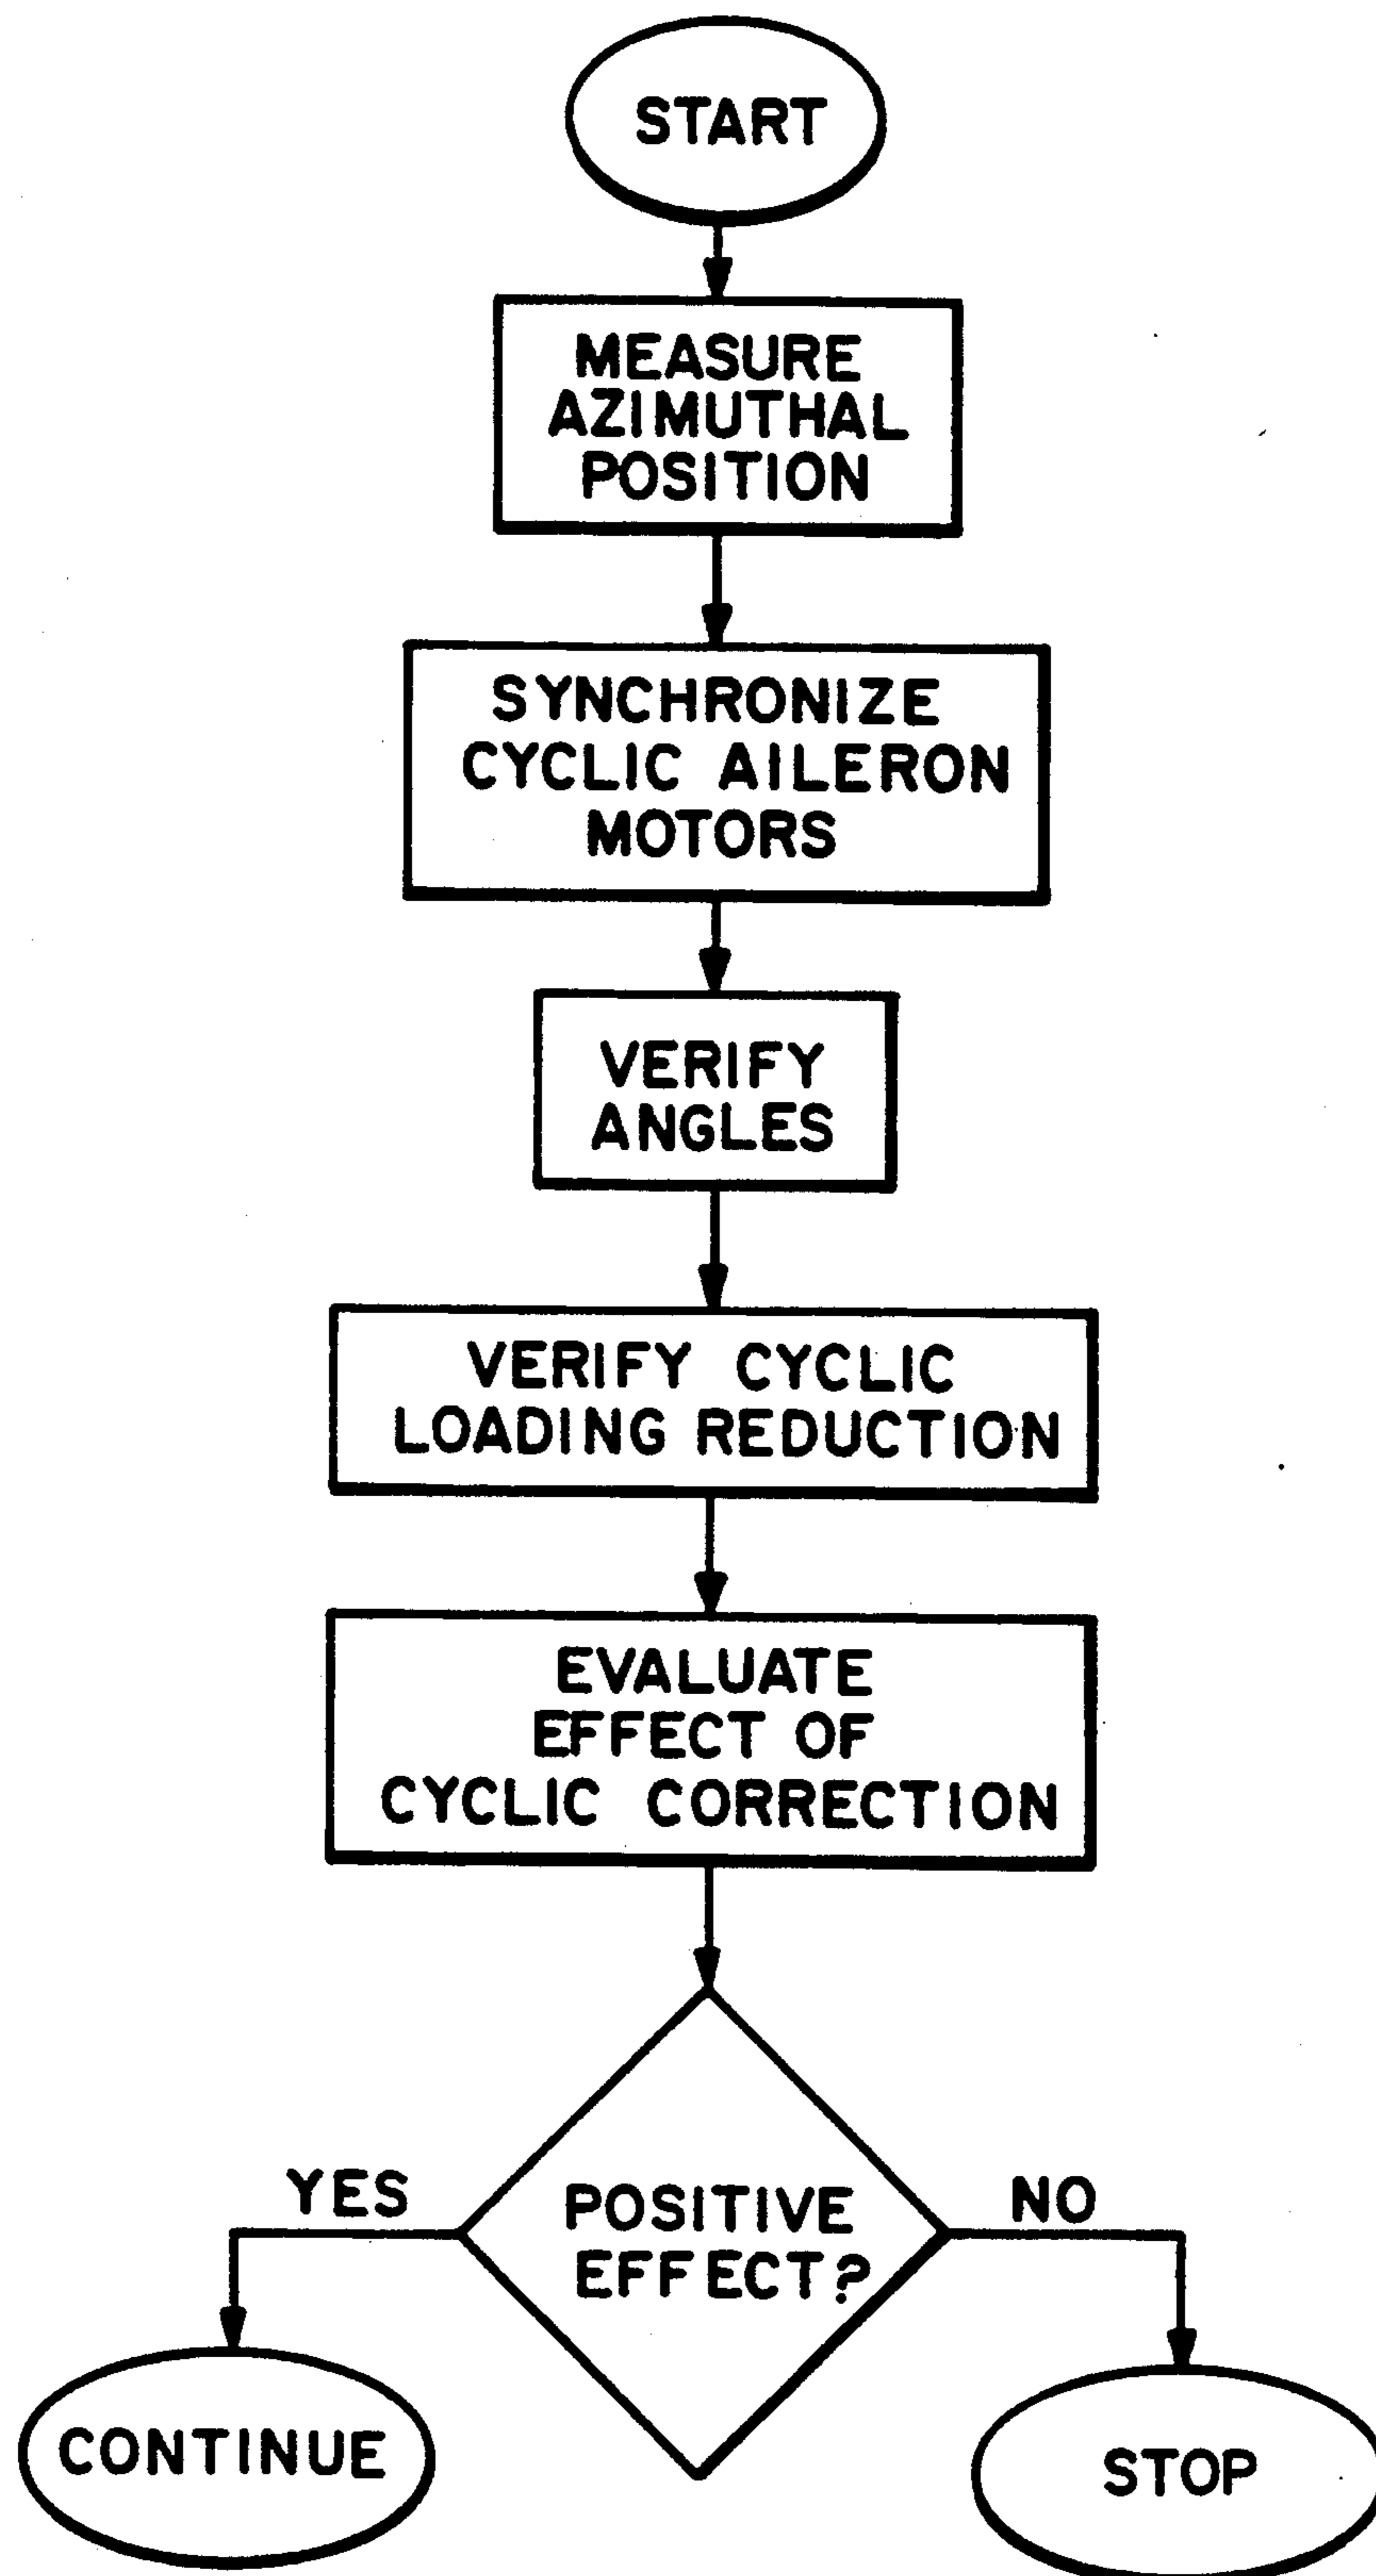 START
MEASURE
AZIMUTHAL
POSITION
SYNCHRONIZE
CYCLIC AILERON
MOTORS
VERIFY
ANGLES
VERIFY CYCLIC
LOADING REDUCTION
EVALUATE
EFFECT OF
CYCLIC CORRECTION
POSITIVE
EFFECT?
YES
NO
CONTINUE
STOP